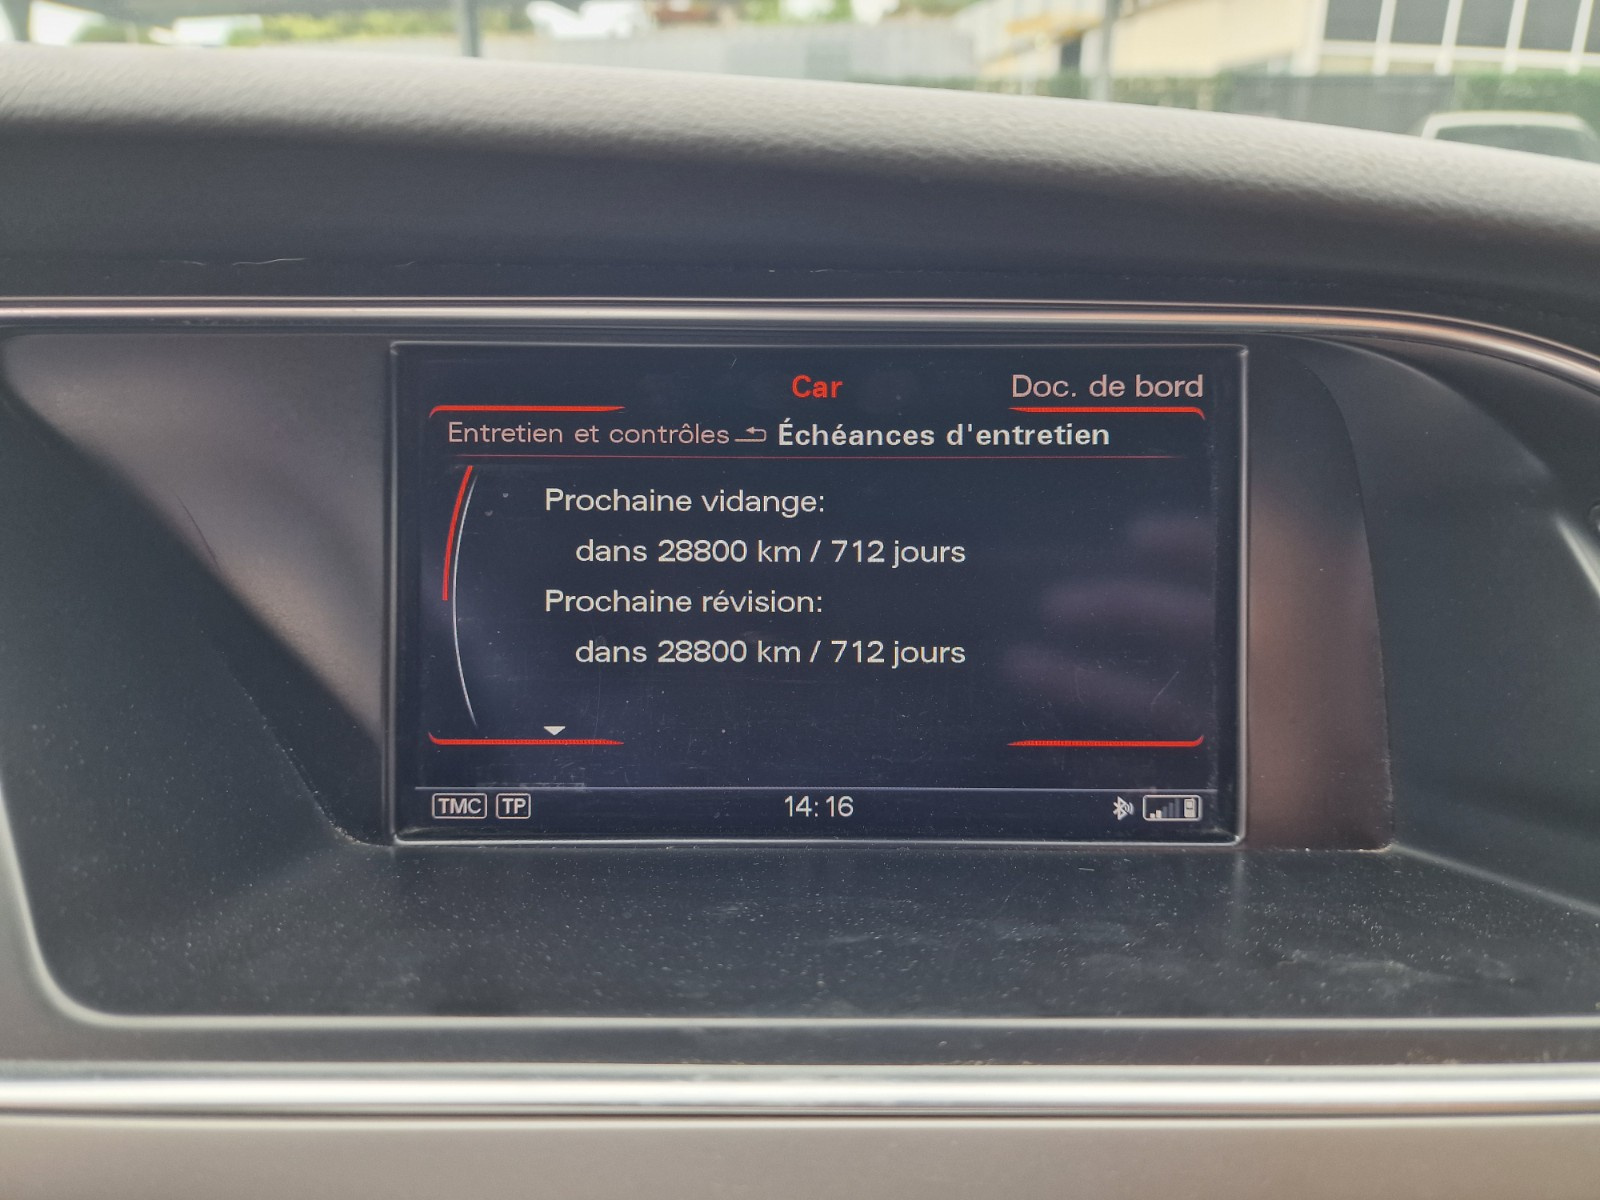 Car
Doc. de bord
Entretien et contrôles Échéances d'entretien
Prochaine vidange:
dans 28800 km / 712 jours
Prochaine révision:
dans 28800 km / 712 jours
TMC TP 14:16